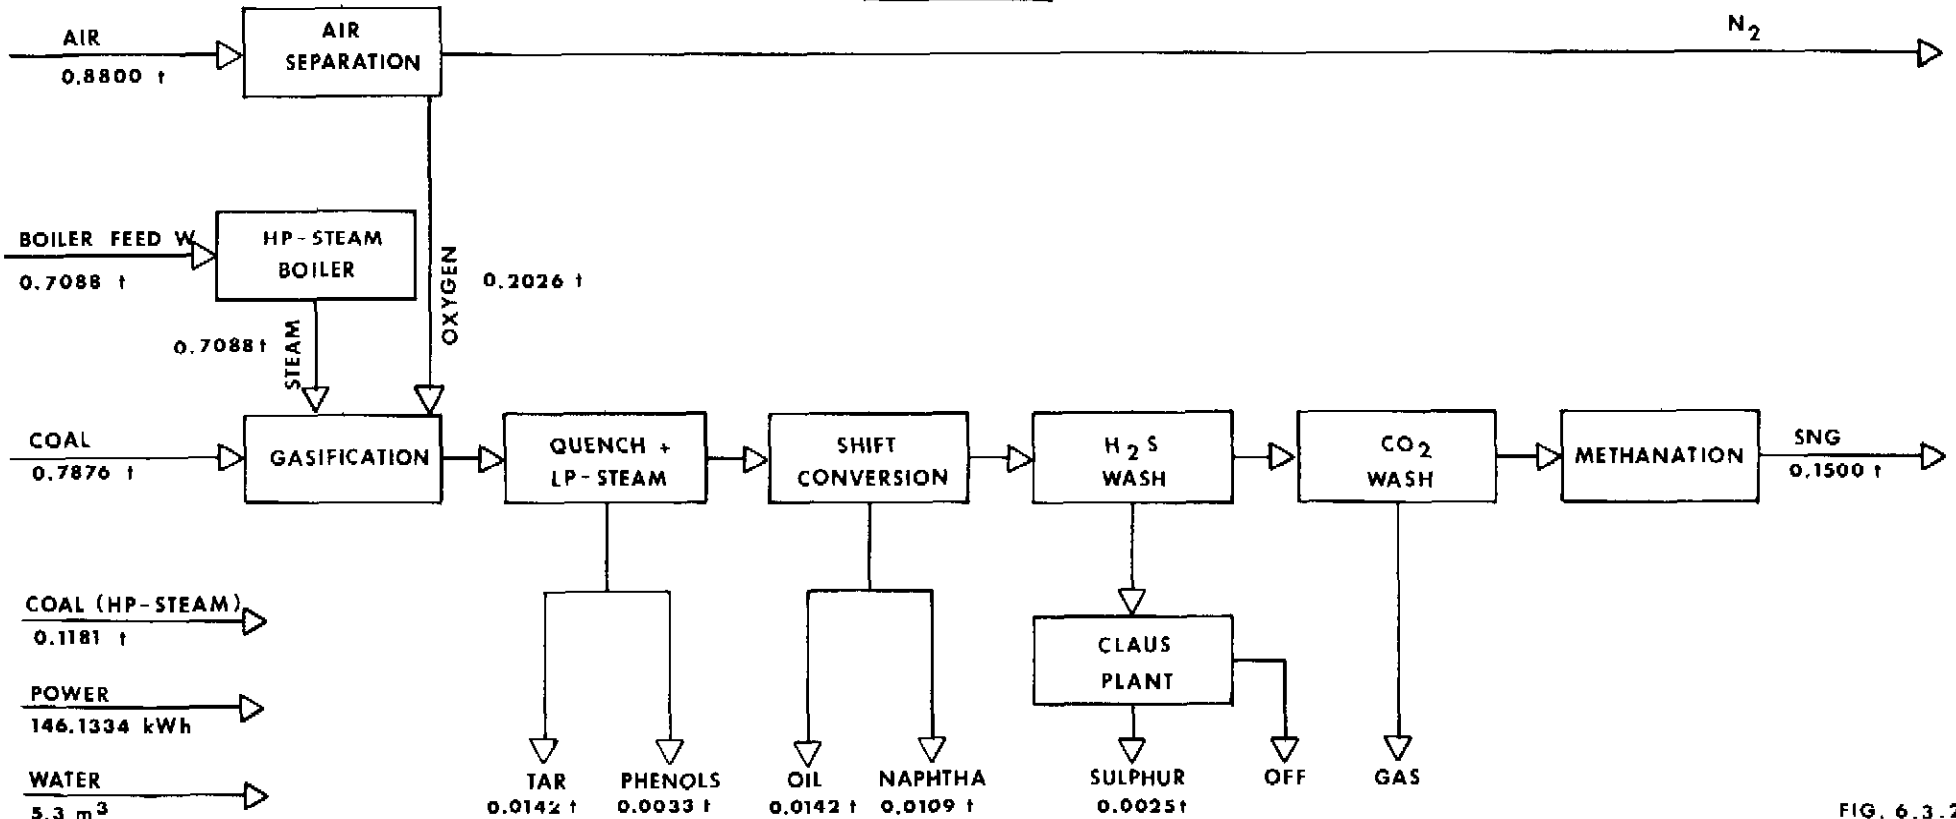 AIR
0.8800 t
AIR
SEPARATION
N2
BOILER FEED W
0.7088 t
HP-STEAM
BOILER
0.7088 t
STEAM
OXYGEN
0.2026 t
COAL
0.7876 t
GASIFICATION
QUENCH +
LP-STEAM
SHIFT
CONVERSION
H2S
WASH
CO2
WASH
METHANATION
SNG
0.1500 t
COAL (HP-STEAM)
0.1181 t
POWER
146.1334 kWh
WATER
5.3 m3
CLAUS
PLANT
TAR
0.0142 t
PHENOLS
0.0033 t
OIL
0.0142 t
NAPHTHA
0.0109 t
SULPHUR
0.0025t
OFF
GAS
FIG. 6.3.2